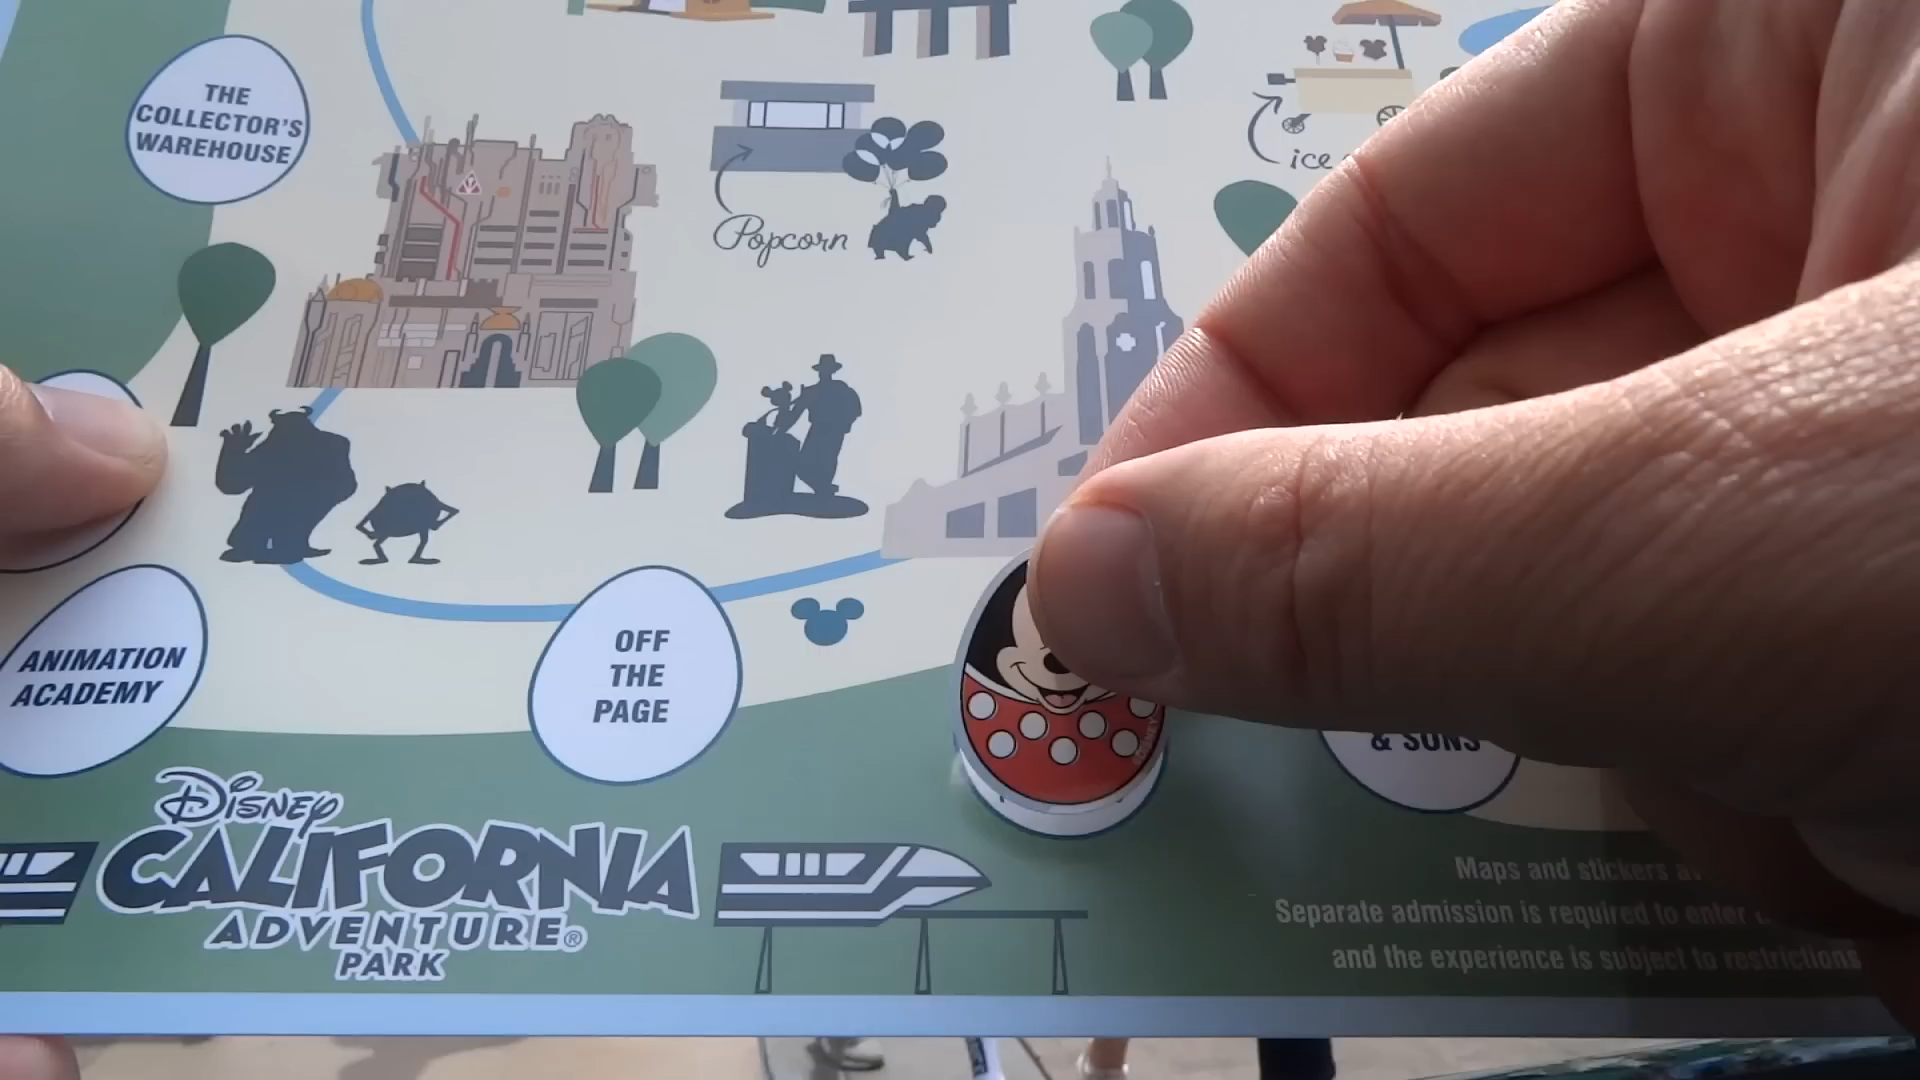 THE
COLLECTOR'S
WAREHOUSE
Popcorn
ice
ANIMATION
ACADEMY
OFF
THE
PAGE
& SONS
DISNEY
Disney
CALIFORNIA
ADVENTURE®
PARK
Maps and stickers
Separate admission is required to enter
and the experience is subject to restrictions